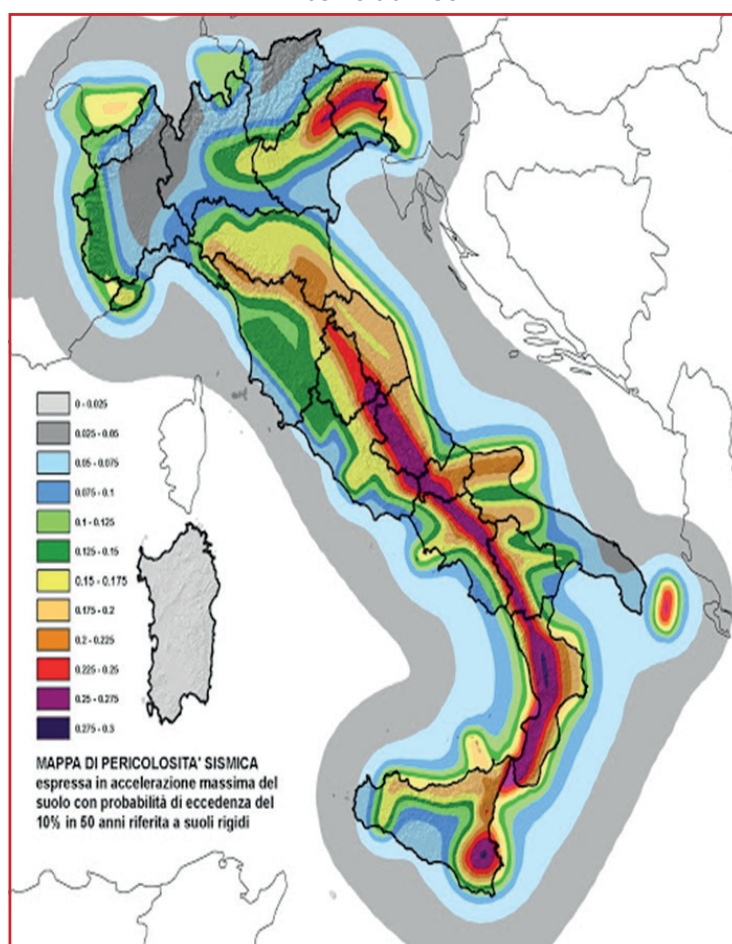 0 - 0.025
0.025 - 0.05
0.05 - 0.075
0.075 - 0.1
0.1 - 0.125
0.125 - 0.15
0.15 - 0.175
0.175 - 0.2
0.2 - 0.225
0.225 - 0.25
0.25 - 0.275
0.275 - 0.3
MAPPA DI PERICOLOSITA' SISMICA
espressa in accelerazione massima del
suolo con probabilità di eccedenza del
10% in 50 anni riferita a suoli rigidi